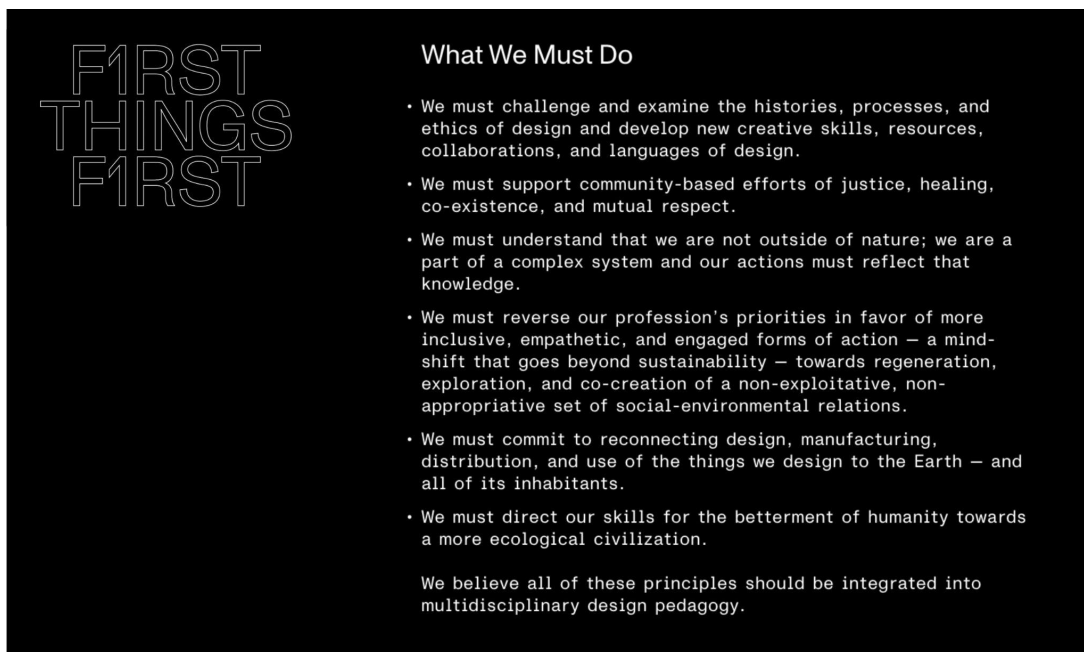 F1RST
THINGS
F1RST
What We Must Do
• We must challenge and examine the histories, processes, and
ethics of design and develop new creative skills, resources,
collaborations, and languages of design.
• We must support community-based efforts of justice, healing,
co-existence, and mutual respect.
• We must understand that we are not outside of nature; we are a
part of a complex system and our actions must reflect that
knowledge.
• We must reverse our profession’s priorities in favor of more
inclusive, empathetic, and engaged forms of action — a mind-
shift that goes beyond sustainability — towards regeneration,
exploration, and co-creation of a non-exploitative, non-
appropriative set of social-environmental relations.
• We must commit to reconnecting design, manufacturing,
distribution, and use of the things we design to the Earth — and
all of its inhabitants.
• We must direct our skills for the betterment of humanity towards
a more ecological civilization.
We believe all of these principles should be integrated into
multidisciplinary design pedagogy.